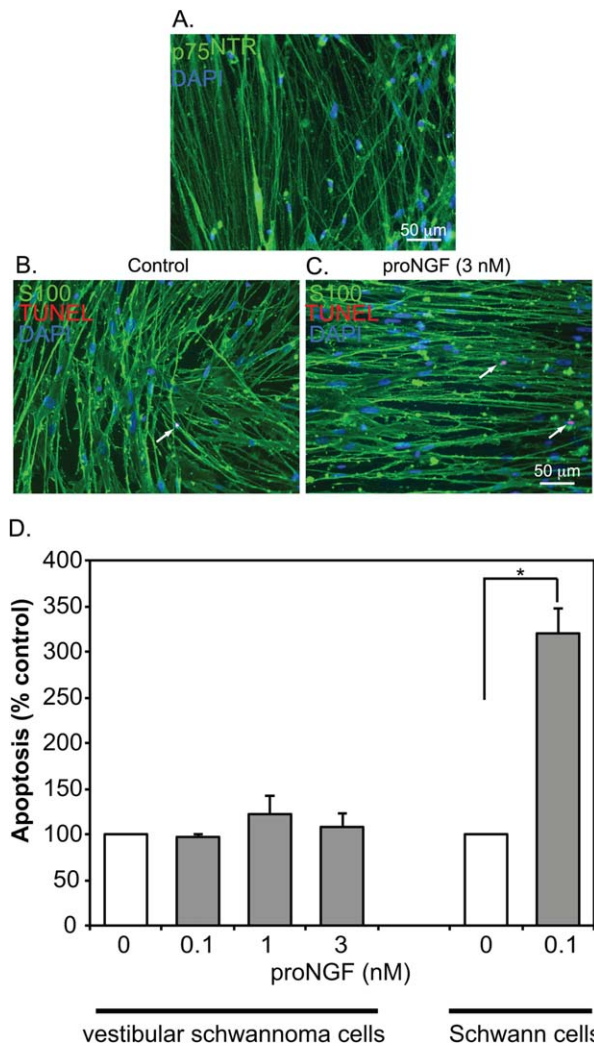 A.
p75NTR
DAPI
50 μm
B.
Control
S100
TUNEL
DAPI
C.
proNGF (3 nM)
S100
TUNEL
DAPI
50 μm
D.
400
350
300
250
200
150
100
50
0
Apoptosis (% control)
*
0 0.1 1 3 0 0.1
proNGF (nM)
vestibular schwannoma cells Schwann cells